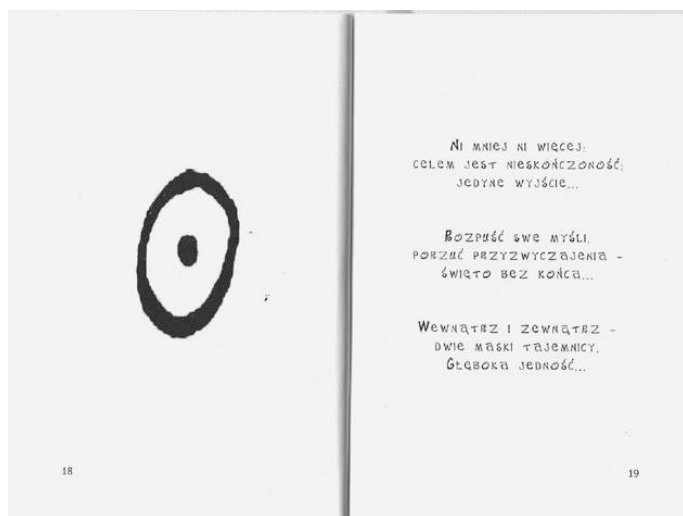 Ni mniej ni więcej:
celem jest nieskończoność;
jedyne wyjście...
Rozpuść swe myśli,
porzuć przyzwyczajenia –
święto bez końca...
Wewnątrz i zewnątrz –
dwie maski tajemnicy.
Głęboka jedność...
18
19